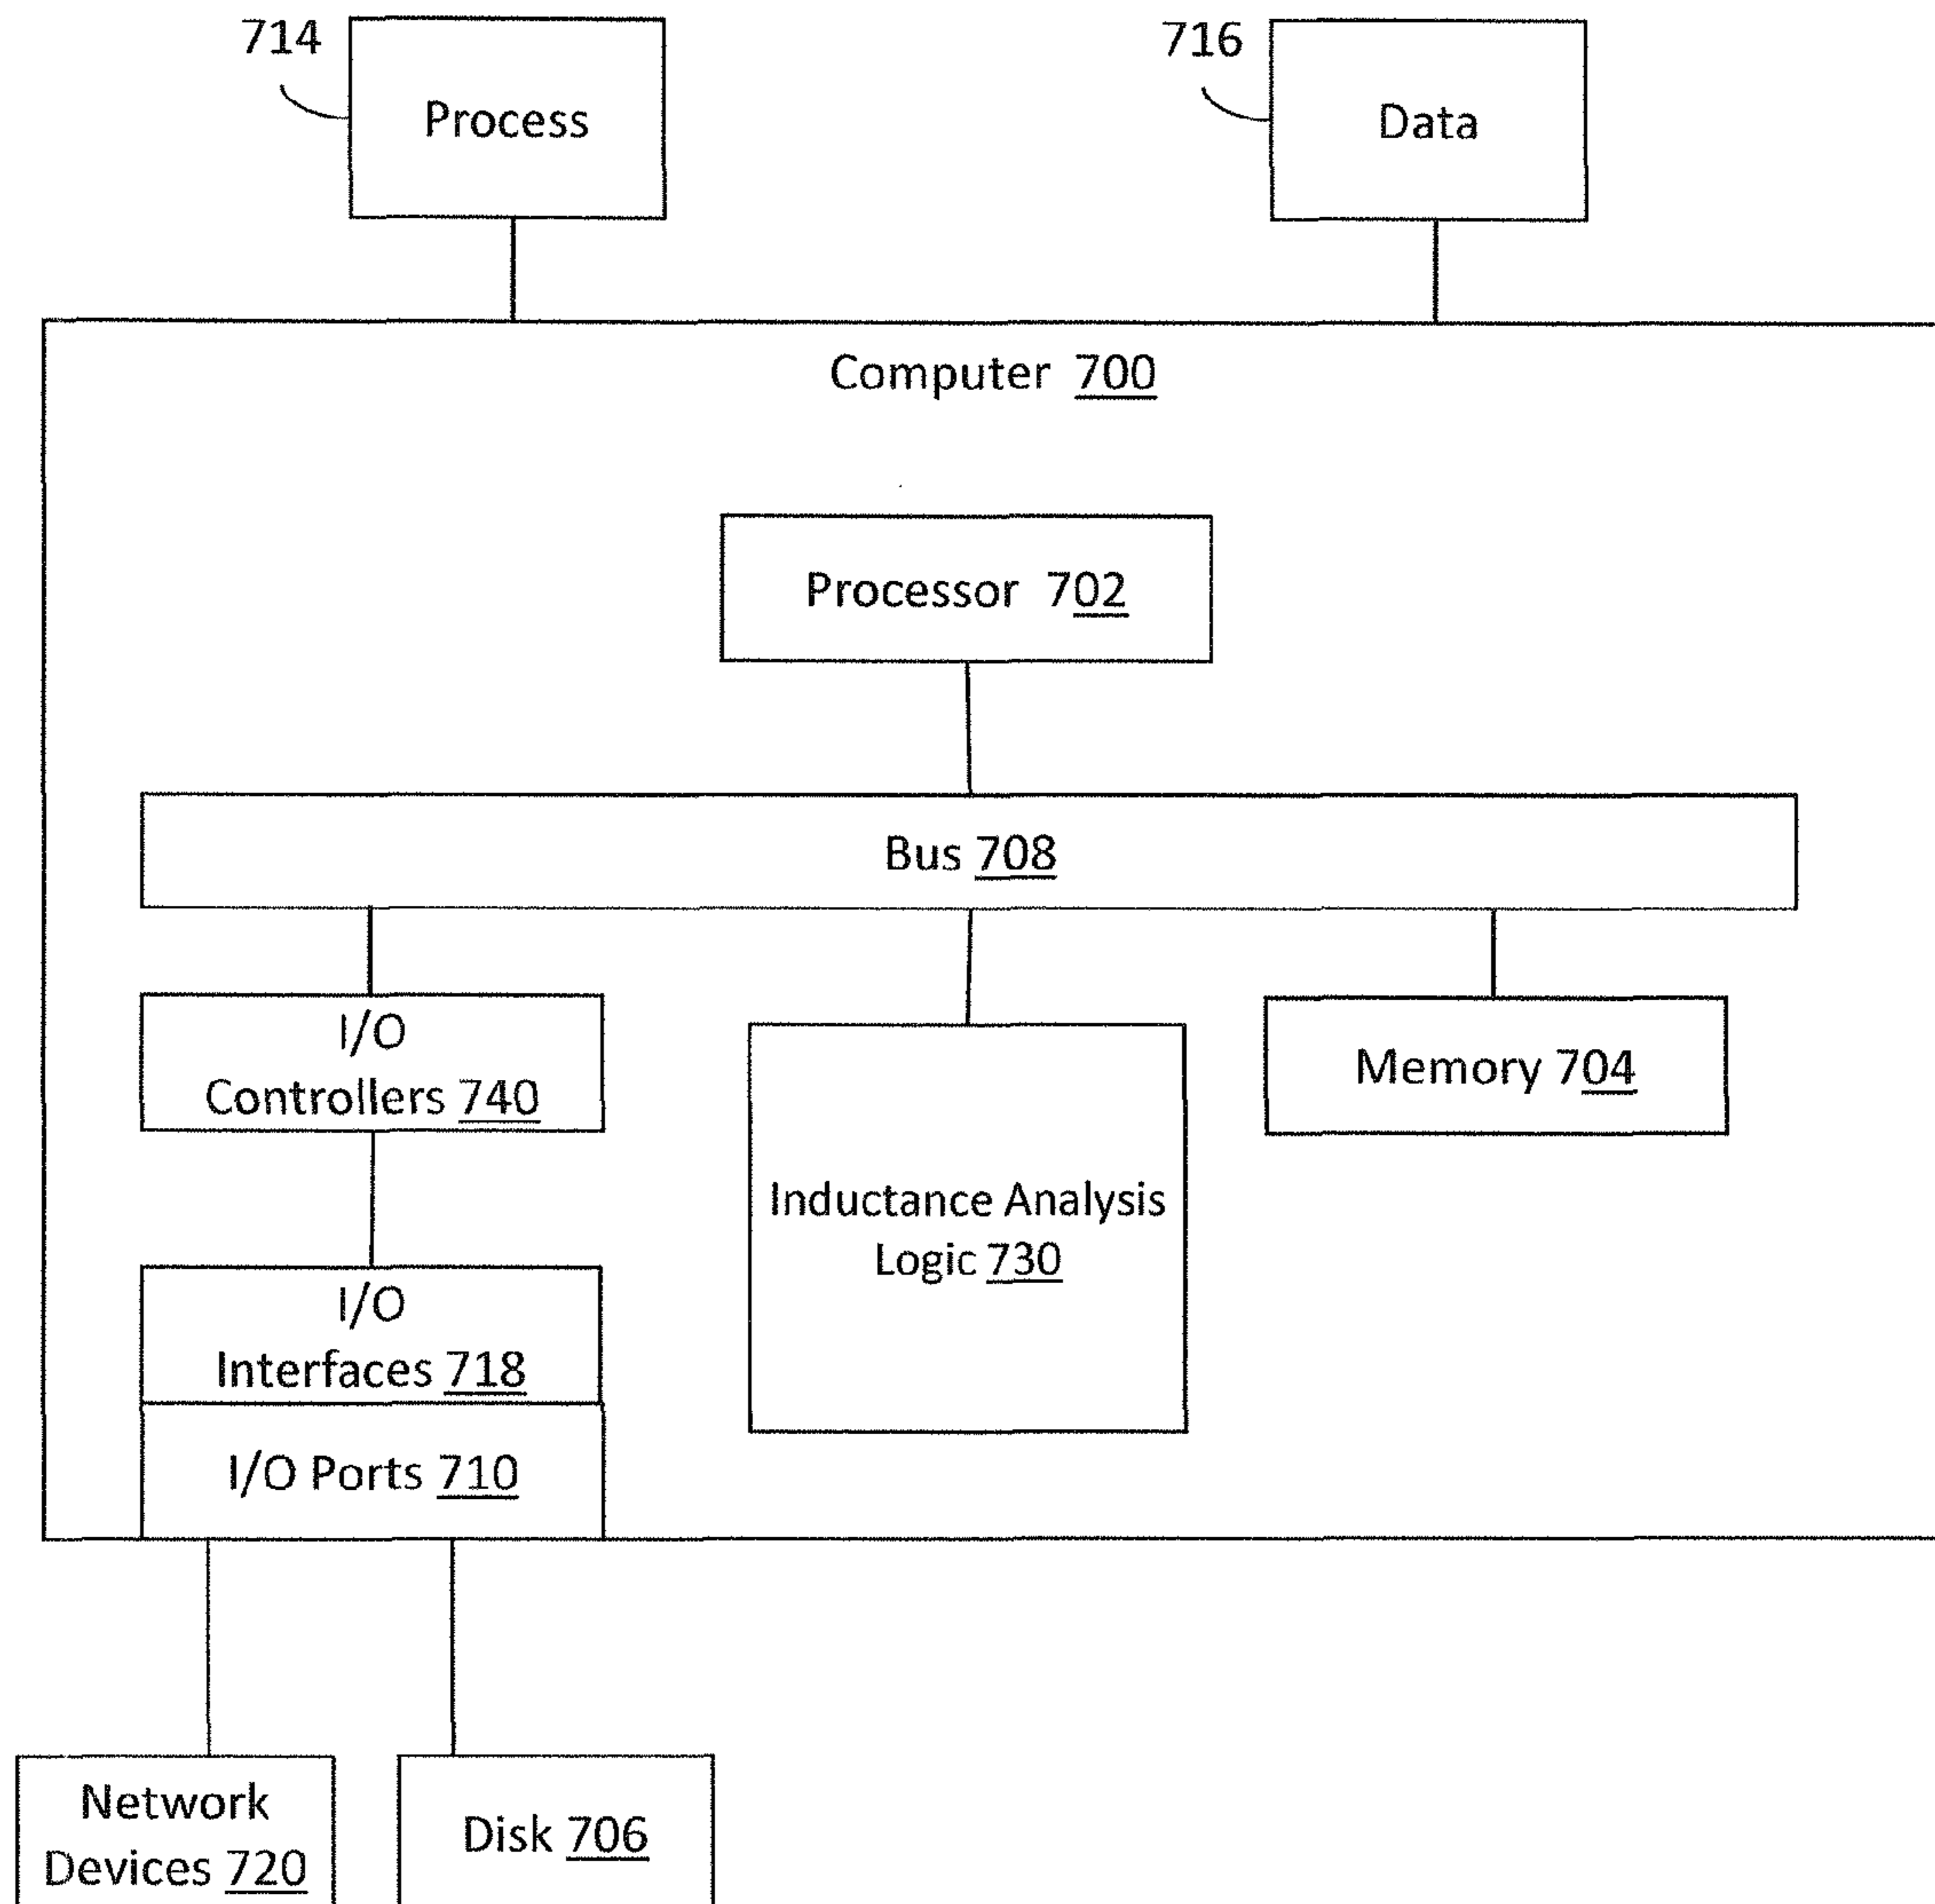 714
Process
716
Data
Computer 700
Processor 702
Bus 708
I/O
Controllers 740
Inductance Analysis
Logic 730
Memory 704
I/O
Interfaces 718
I/O Ports 710
Network
Devices 720
Disk 706